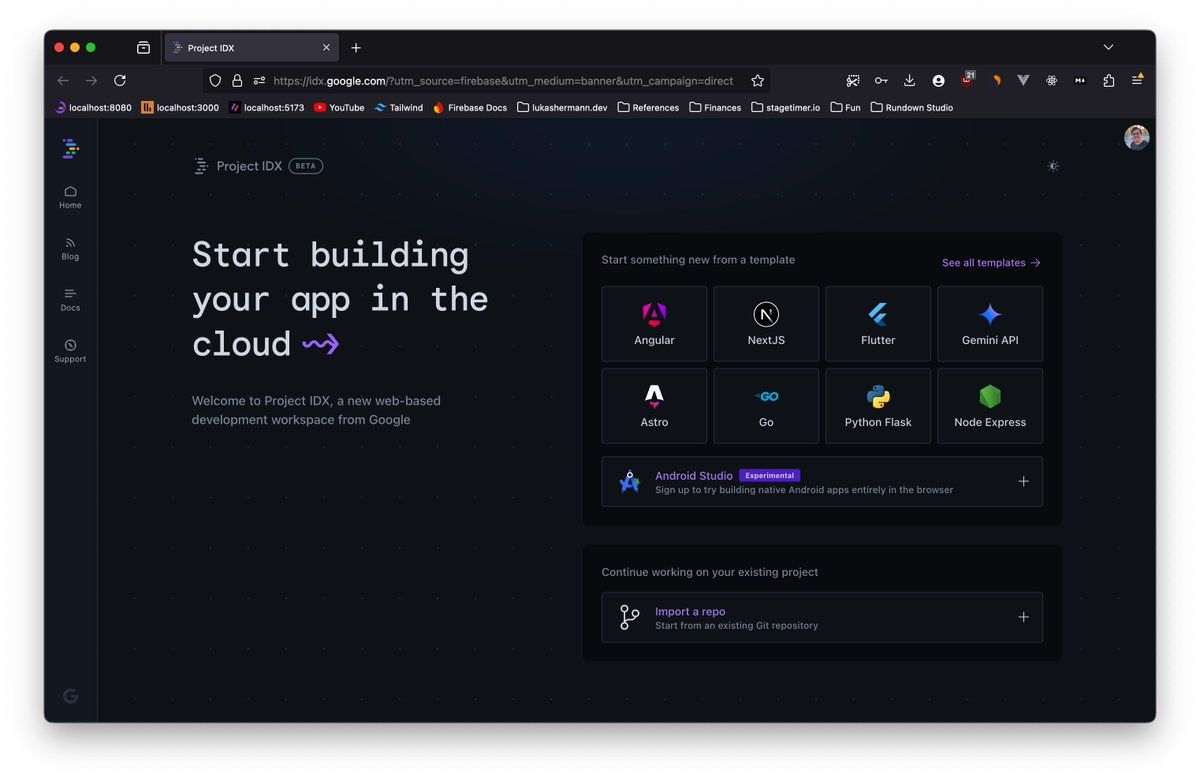 Project IDX
https://idx.google.com/?utm_source=firebase&utm_medium=banner&utm_campaign=direct
21
localhost:8080
localhost:3000
localhost:5173
YouTube
Tailwind
Firebase Docs
lukashermann.dev
References
Finances
stagetimer.io
Fun
Rundown Studio
Home
Blog
Docs
Support
Project IDX BETA
Start building
your app in the
cloud
Welcome to Project IDX, a new web-based
development workspace from Google
Start something new from a template
See all templates →
Angular
NextJS
Flutter
Gemini API
Astro
GO
Go
Python Flask
Node Express
Android Studio Experimental
Sign up to try building native Android apps entirely in the browser
Continue working on your existing project
Import a repo
Start from an existing Git repository
G